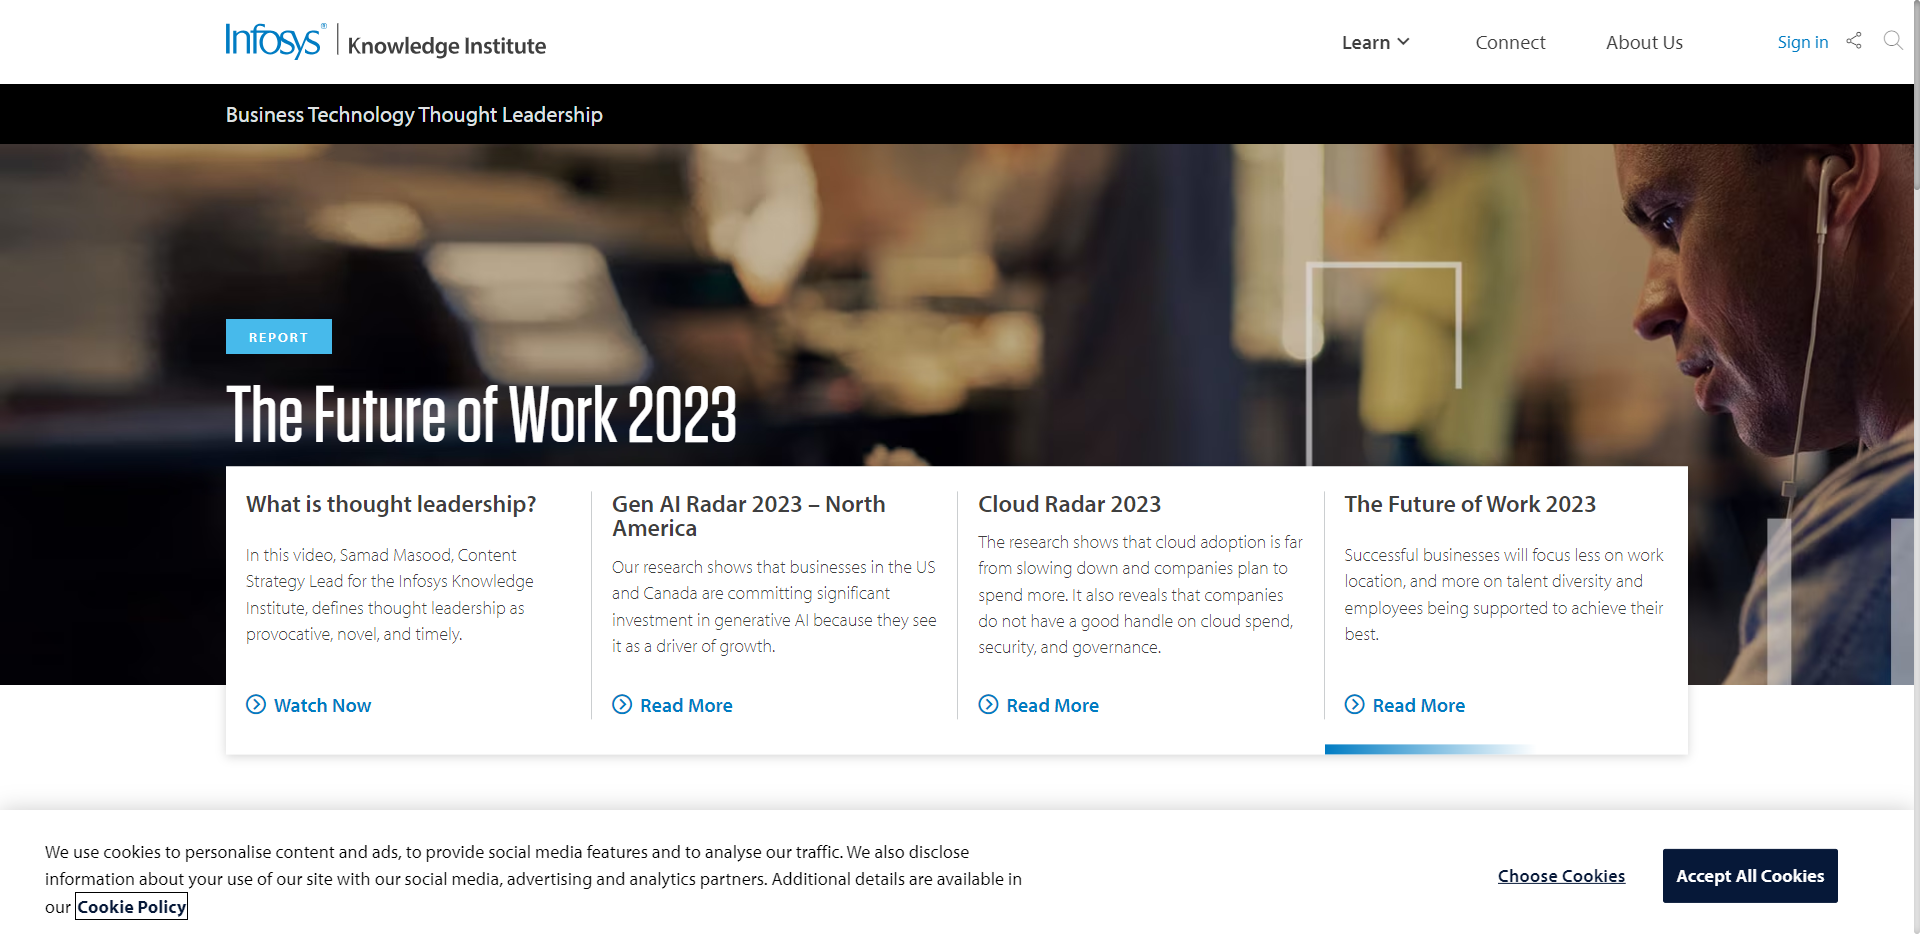 Infosys® | Knowledge Institute
Learn
Connect
About Us
Sign in
Business Technology Thought Leadership
REPORT
The Future of Work 2023
What is thought leadership?
In this video, Samad Masood, Content
Strategy Lead for the Infosys Knowledge
Institute, defines thought leadership as
provocative, novel, and timely.
Watch Now
Gen AI Radar 2023 – North
America
Our research shows that businesses in the US
and Canada are committing significant
investment in generative AI because they see
it as a driver of growth.
Read More
Cloud Radar 2023
The research shows that cloud adoption is far
from slowing down and companies plan to
spend more. It also reveals that companies
do not have a good handle on cloud spend,
security, and governance.
Read More
The Future of Work 2023
Successful businesses will focus less on work
location, and more on talent diversity and
employees being supported to achieve their
best.
Read More
We use cookies to personalise content and ads, to provide social media features and to analyse our traffic. We also disclose
information about your use of our site with our social media, advertising and analytics partners. Additional details are available in
our Cookie Policy
Choose Cookies
Accept All Cookies